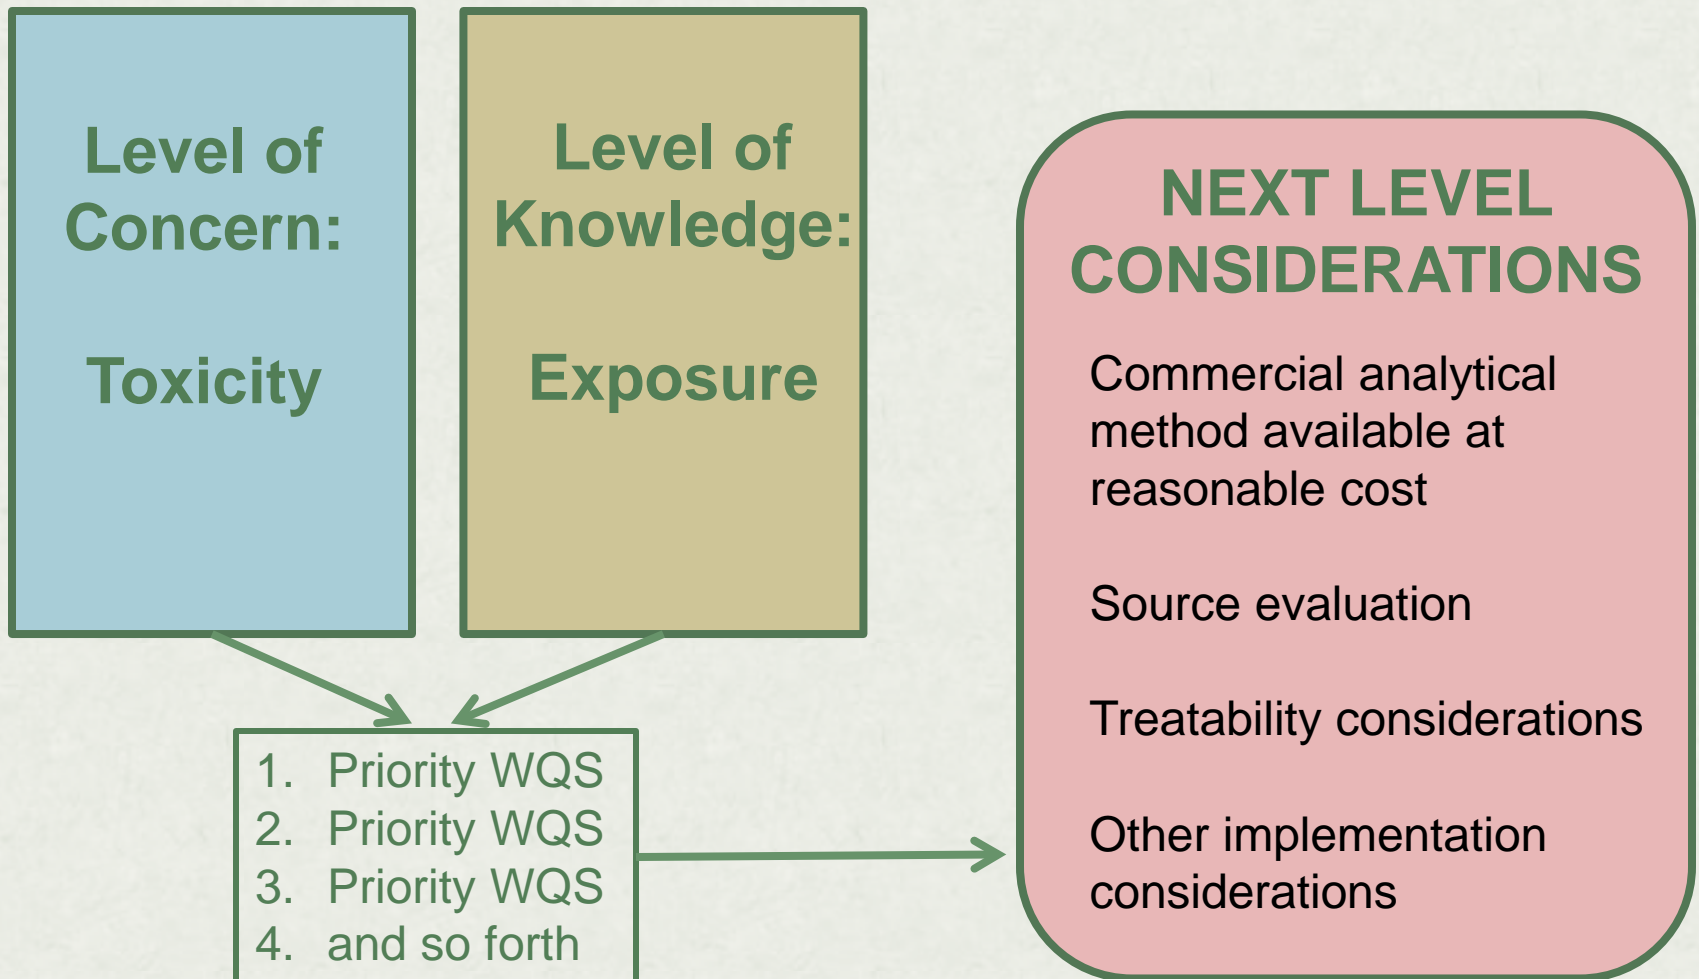 Level of
Concern:
Toxicity
Level of
Knowledge:
Exposure
1. Priority WQS
2. Priority WQS
3. Priority WQS
4. and so forth
NEXT LEVEL
CONSIDERATIONS
Commercial analytical
method available at
reasonable cost
Source evaluation
Treatability considerations
Other implementation
considerations